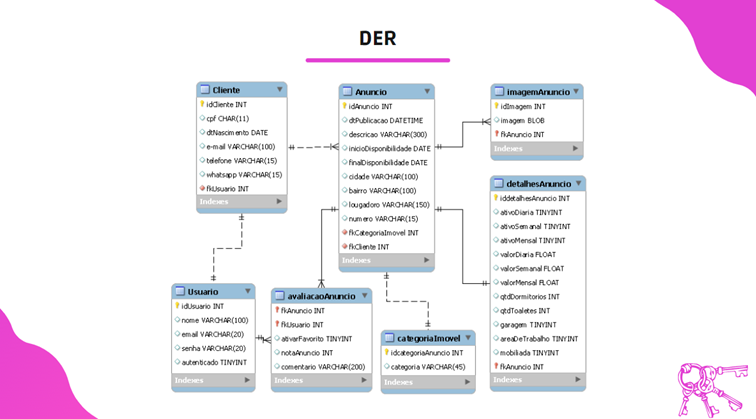 DER
Cliente
idCliente INT
cpf CHAR(11)
dtNascimento DATE
e-mail VARCHAR(100)
telefone VARCHAR(15)
whatsapp VARCHAR(15)
fkUsuario INT
Indexes
Anuncio
idAnuncio INT
dtPublicacao DATETIME
descricao VARCHAR(300)
inicioDisponibilidade DATE
finalDisponibilidade DATE
cidade VARCHAR(100)
bairro VARCHAR(100)
lougadoro VARCHAR(150)
numero VARCHAR(15)
fkCategoriaImovel INT
fkCliente INT
Indexes
imagemAnuncio
idImagem INT
imagem BLOB
fkAnuncio INT
Indexes
detalhesAnuncio
iddetalhesAnuncio INT
ativoDiaria TINYINT
ativoSemanal TINYINT
ativoMensal TINYINT
valorDiaria FLOAT
valorSemanal FLOAT
valorMensal FLOAT
qtdDormitorios INT
qtdToaletes INT
garagem TINYINT
areaDeTrabalho TINYINT
mobiliada TINYINT
fkAnuncio INT
Indexes
Usuario
idUsuario INT
nome VARCHAR(100)
email VARCHAR(20)
senha VARCHAR(20)
autenticado TINYINT
Indexes
avaliacaoAnuncio
fkAnuncio INT
fkUsuario INT
ativarFavorito TINYINT
notaAnuncio INT
comentario VARCHAR(200)
Indexes
categoriaImovel
idcategoriaAnuncio INT
categoria VARCHAR(45)
Indexes